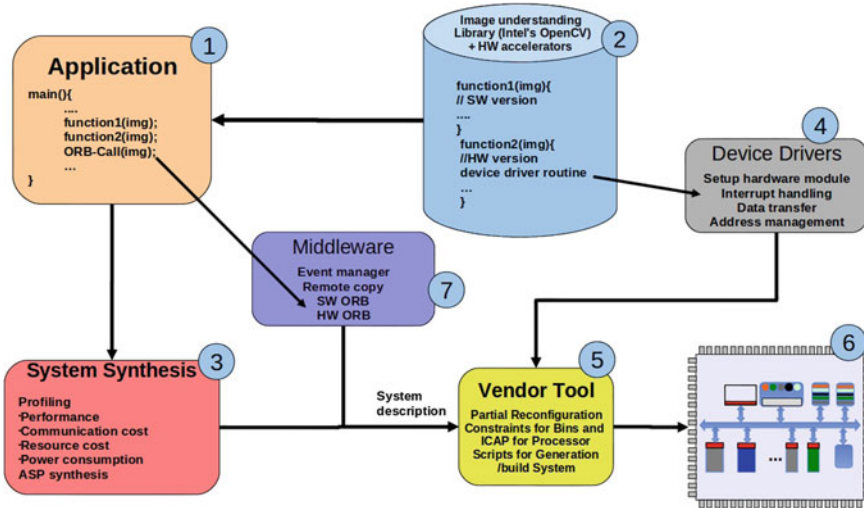 1
Application
main(){
....
function1(img);
function2(img);
ORB-Call(img);
...
}
Image understanding
Library (Intel's OpenCV)
+ HW accelerators
2
function1(img){
// SW version
....
}
function2(img){
//HW version
device driver routine
...
}
4
Device Drivers
Setup hardware module
Interrupt handling
Data transfer
Address management
Middleware
Event manager
Remote copy
SW ORB
HW ORB
7
System Synthesis
3
Profiling
·Performance
·Communication cost
·Resource cost
·Power consumption
ASP synthesis
System
description
5
Vendor Tool
Partial Reconfiguration
Constraints for Bins and
ICAP for Processor
Scripts for Generation
/build System
6
...